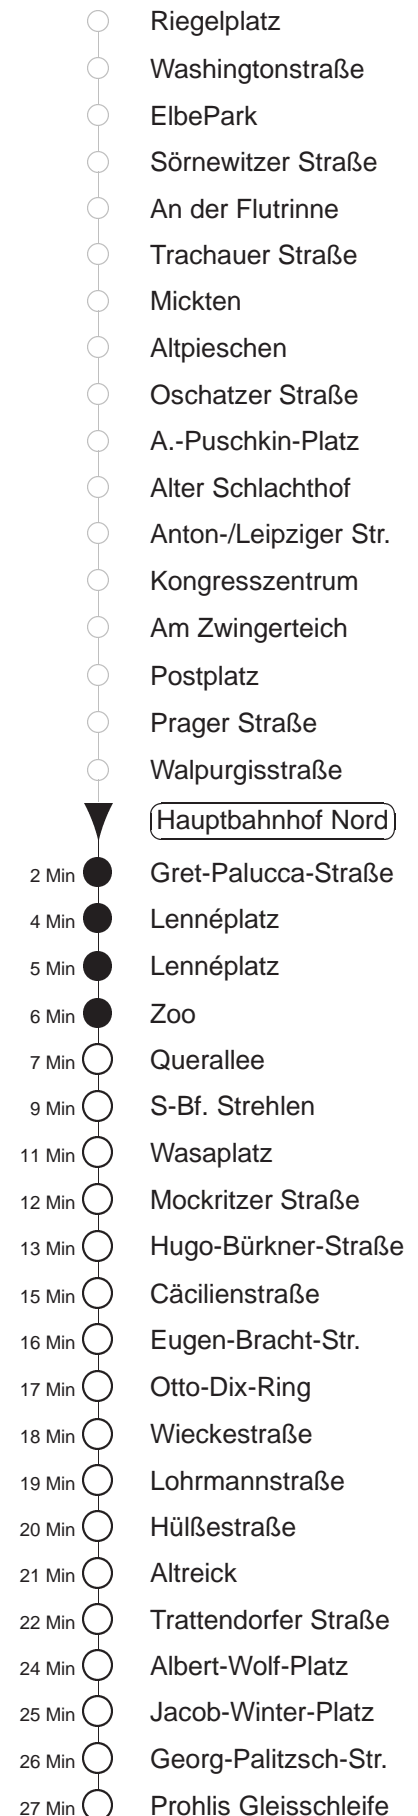 Riegelplatz
Washingtonstraße
ElbePark
Sörnewitzer Straße
An der Flutrinne
Trachauer Straße
Mickten
Altpieschen
Oschatzer Straße
A.-Puschkin-Platz
Alter Schlachthof
Anton-/Leipziger Str.
Kongresszentrum
Am Zwingerteich
Postplatz
Prager Straße
Walpurgisstraße
Hauptbahnhof Nord
2 Min Gret-Palucca-Straße
4 Min Lennéplatz
5 Min Lennéplatz
6 Min Zoo
7 Min Querallee
9 Min S-Bf. Strehlen
11 Min Wasaplatz
12 Min Mockritzer Straße
13 Min Hugo-Bürkner-Straße
15 Min Cäcilienstraße
16 Min Eugen-Bracht-Str.
17 Min Otto-Dix-Ring
18 Min Wieckestraße
19 Min Lohrmannstraße
20 Min Hülßestraße
21 Min Altreick
22 Min Trattendorfer Straße
24 Min Albert-Wolf-Platz
25 Min Jacob-Winter-Platz
26 Min Georg-Palitzsch-Str.
27 Min Prohlis Gleisschleife